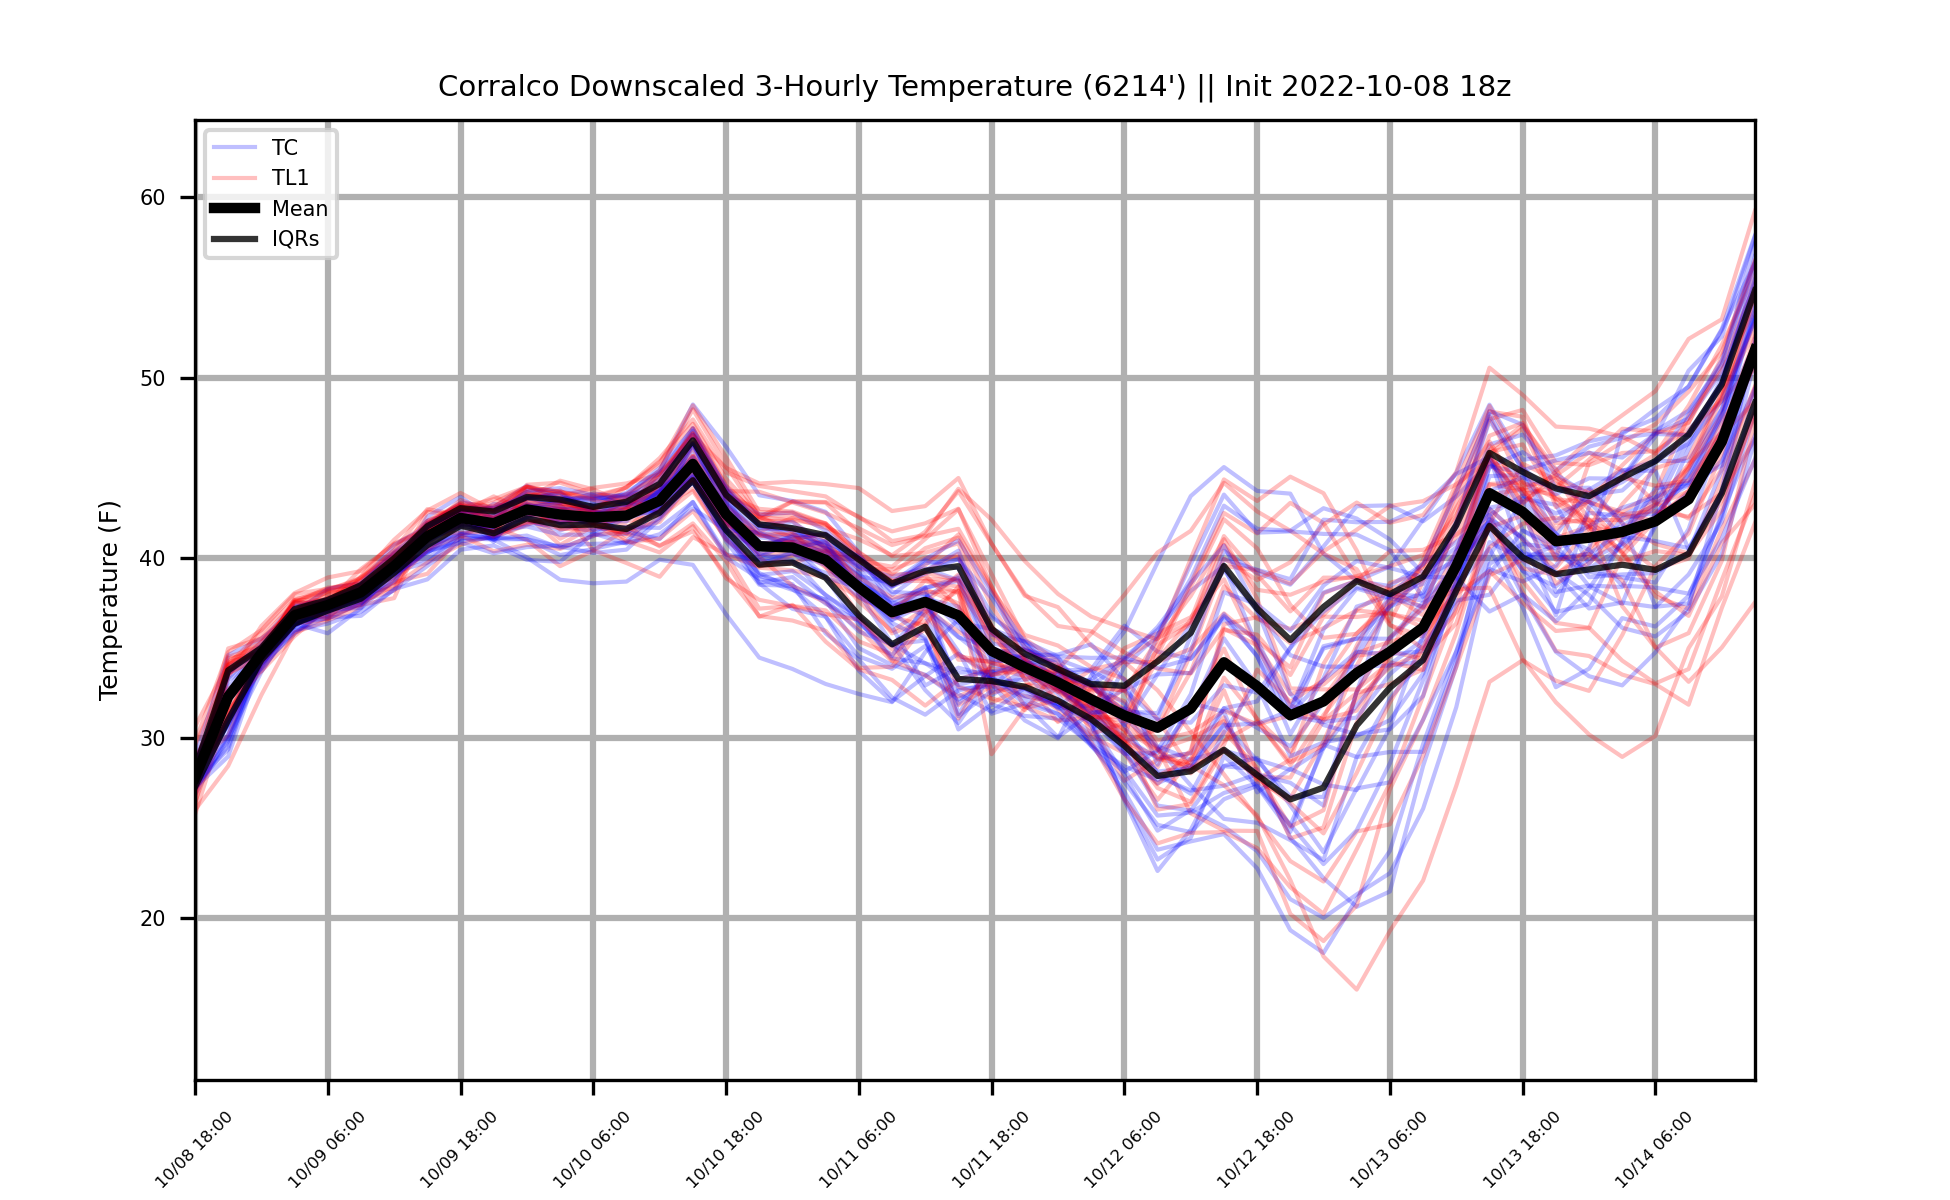 Corralco Downscaled 3-Hourly Temperature (6214') || Init 2022-10-08 18z
TC
TL1
Mean
IQRs
Temperature (F)
60
50
40
30
20
10/08 18:00
10/09 06:00
10/09 18:00
10/10 06:00
10/10 18:00
10/11 06:00
10/11 18:00
10/12 06:00
10/12 18:00
10/13 06:00
10/13 18:00
10/14 06:00